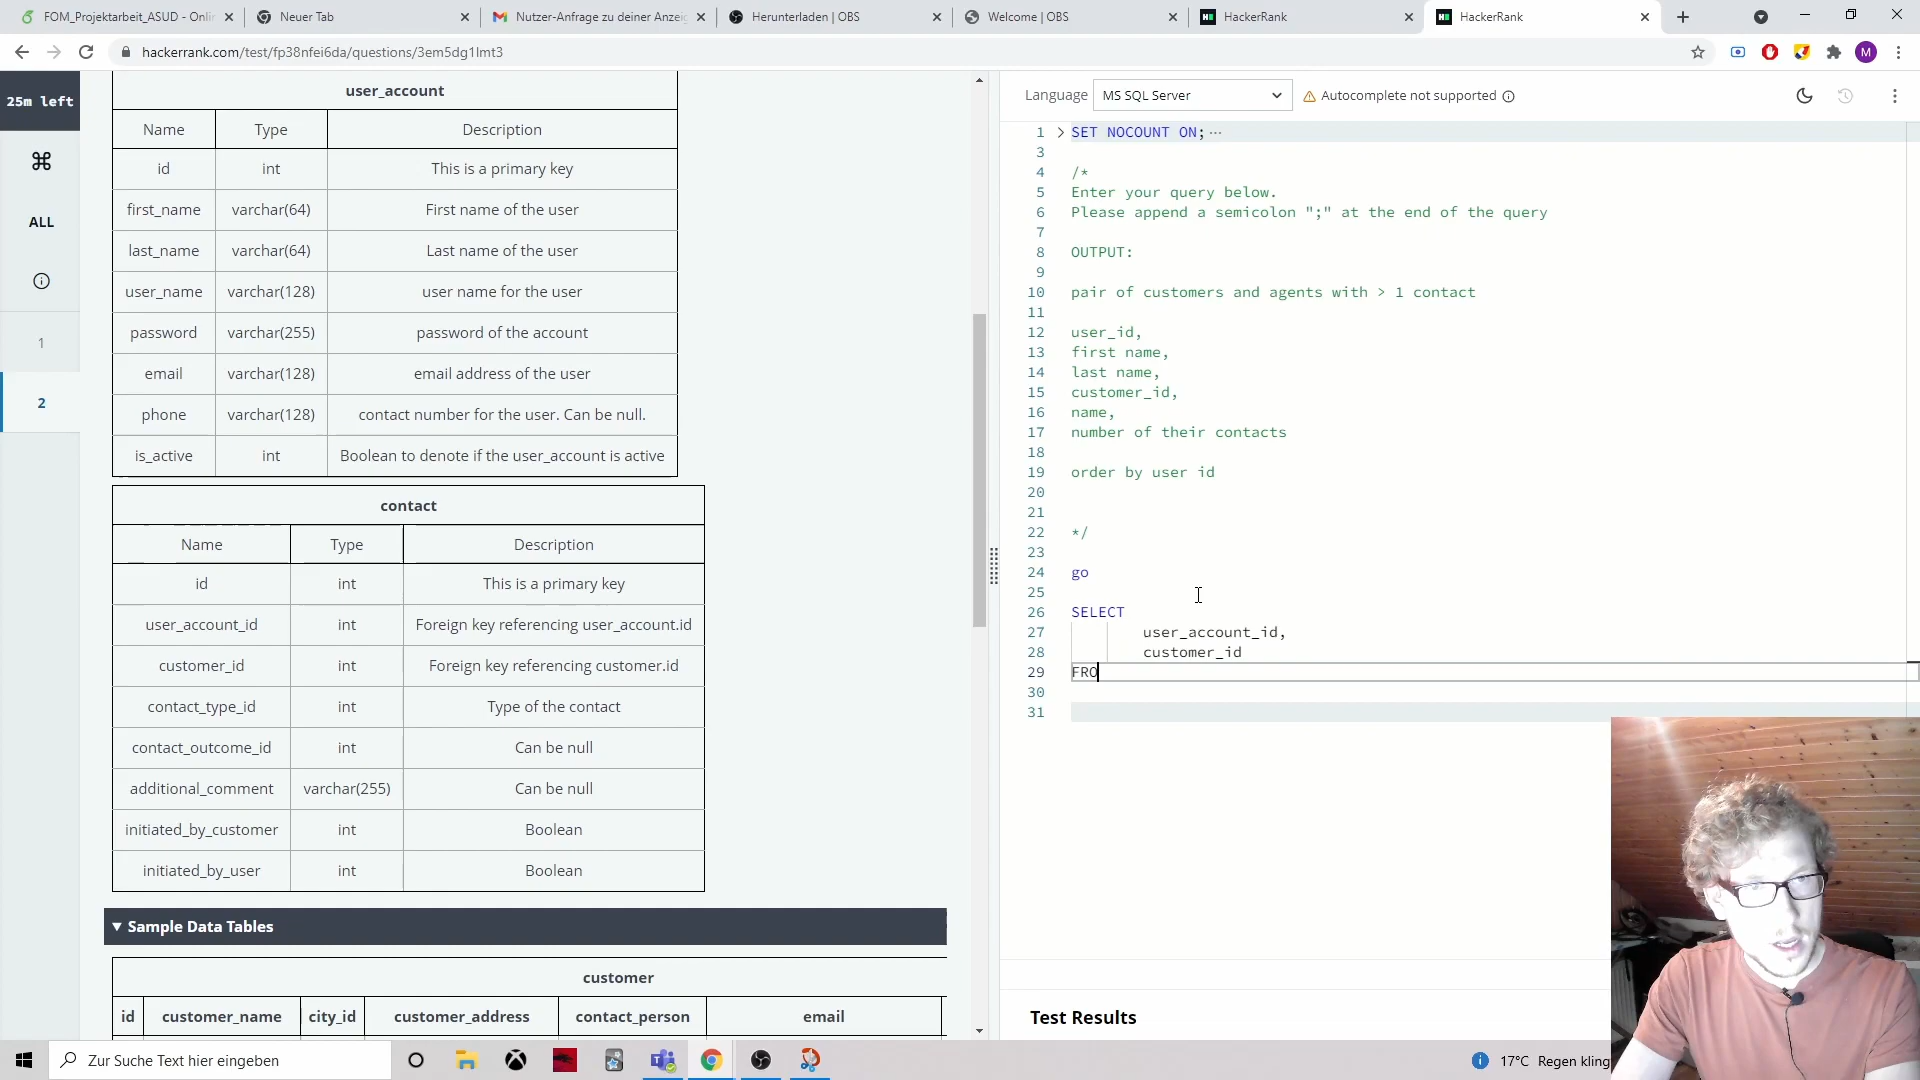 FOM_Projektarbeit_ASUD - Onlin
Neuer Tab
Nutzer-Anfrage zu deiner Anzeig
Herunterladen | OBS
Welcome | OBS
HackerRank
HackerRank
hackerrank.com/test/fp38nfei6da/questions/3em5dg1lmt3
M
25m left
ALL
1
2
user_account
Name Type Description
id int This is a primary key
first_name varchar(64) First name of the user
last_name varchar(64) Last name of the user
user_name varchar(128) user name for the user
password varchar(255) password of the account
email varchar(128) email address of the user
phone varchar(128) contact number for the user. Can be null.
is_active int Boolean to denote if the user_account is active
contact
Name Type Description
id int This is a primary key
user_account_id int Foreign key referencing user_account.id
customer_id int Foreign key referencing customer.id
contact_type_id int Type of the contact
contact_outcome_id int Can be null
additional_comment varchar(255) Can be null
initiated_by_customer int Boolean
initiated_by_user int Boolean
Sample Data Tables
customer
id customer_name city_id customer_address contact_person email
Language MS SQL Server Autocomplete not supported
1 SET NOCOUNT ON; ...
3
4 /*
5 Enter your query below.
6 Please append a semicolon ";" at the end of the query
7
8 OUTPUT:
9
10 pair of customers and agents with > 1 contact
11
12 user_id,
13 first name,
14 last name,
15 customer_id,
16 name,
17 number of their contacts
18
19 order by user id
20
21
22 */
23
24 go
25
26 SELECT
27 user_account_id,
28 customer_id
29 FRO
30
31
Test Results
Zur Suche Text hier eingeben
17°C Regen kling